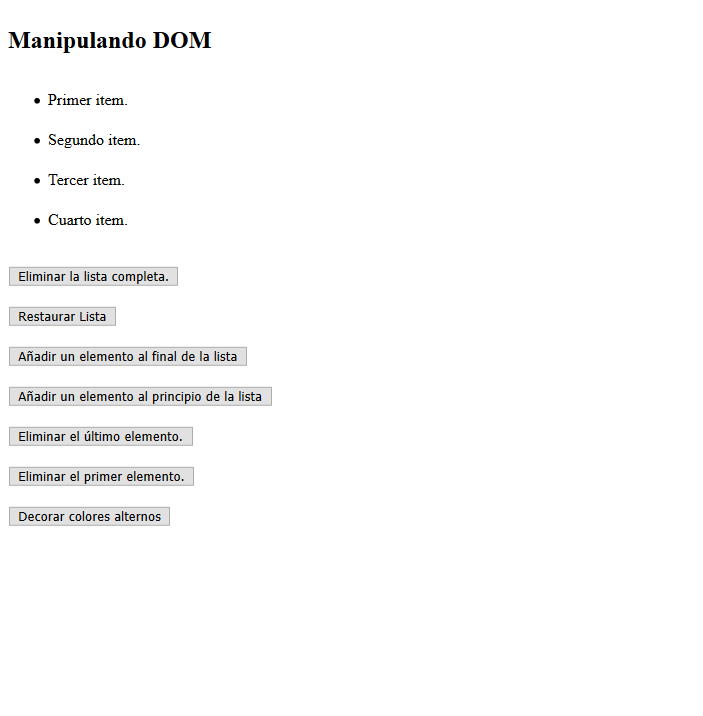 Manipulando DOM
Primer item.
Segundo item.
Tercer item.
Cuarto item.
Eliminar la lista completa.
Restaurar Lista
Añadir un elemento al final de la lista
Añadir un elemento al principio de la lista
Eliminar el último elemento.
Eliminar el primer elemento.
Decorar colores alternos